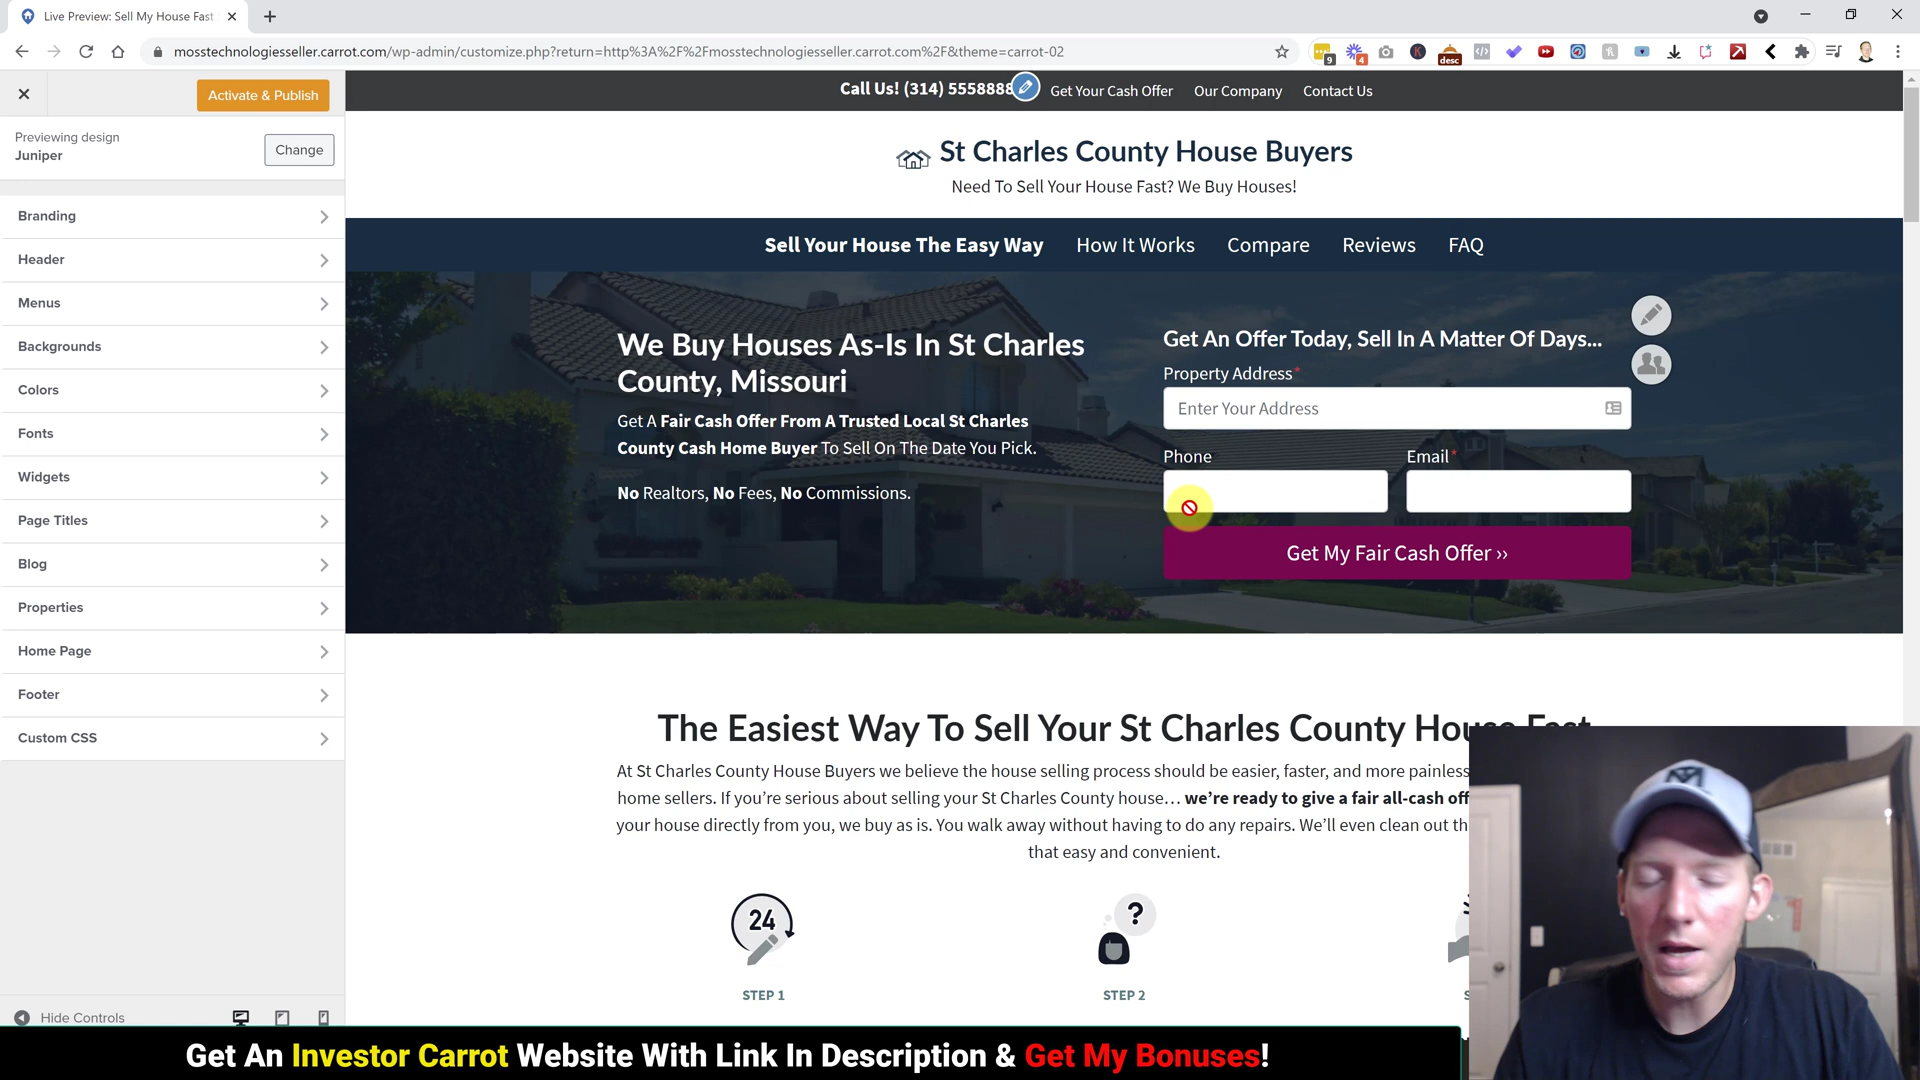 Live Preview: Sell My House Fast
mosstechnologiesseller.carrot.com/wp-admin/customize.php?return=http%3A%2F%2Fmosstechnologiesseller.carrot.com%2F&theme=carrot-02
9
4
desc
Activate & Publish
Previewing design
Juniper
Change
Branding
Header
Menus
Backgrounds
Colors
Fonts
Widgets
Page Titles
Blog
Properties
Home Page
Footer
Custom CSS
Hide Controls
Call Us! (314) 5558888
Get Your Cash Offer
Our Company
Contact Us
St Charles County House Buyers
Need To Sell Your House Fast? We Buy Houses!
Sell Your House The Easy Way
How It Works
Compare
Reviews
FAQ
We Buy Houses As-Is In St Charles
County, Missouri
Get A Fair Cash Offer From A Trusted Local St Charles
County Cash Home Buyer To Sell On The Date You Pick.
No Realtors, No Fees, No Commissions.
Get An Offer Today, Sell In A Matter Of Days...
Property Address*
Enter Your Address
Phone
Email*
Get My Fair Cash Offer ››
The Easiest Way To Sell Your St Charles County House Fast
At St Charles County House Buyers we believe the house selling process should be easier, faster, and more painless
home sellers. If you’re serious about selling your St Charles County house… we’re ready to give a fair all-cash off
your house directly from you, we buy as is. You walk away without having to do any repairs. We’ll even clean out th
that easy and convenient.
24
?
STEP 1
STEP 2
Get An Investor Carrot Website With Link In Description & Get My Bonuses!